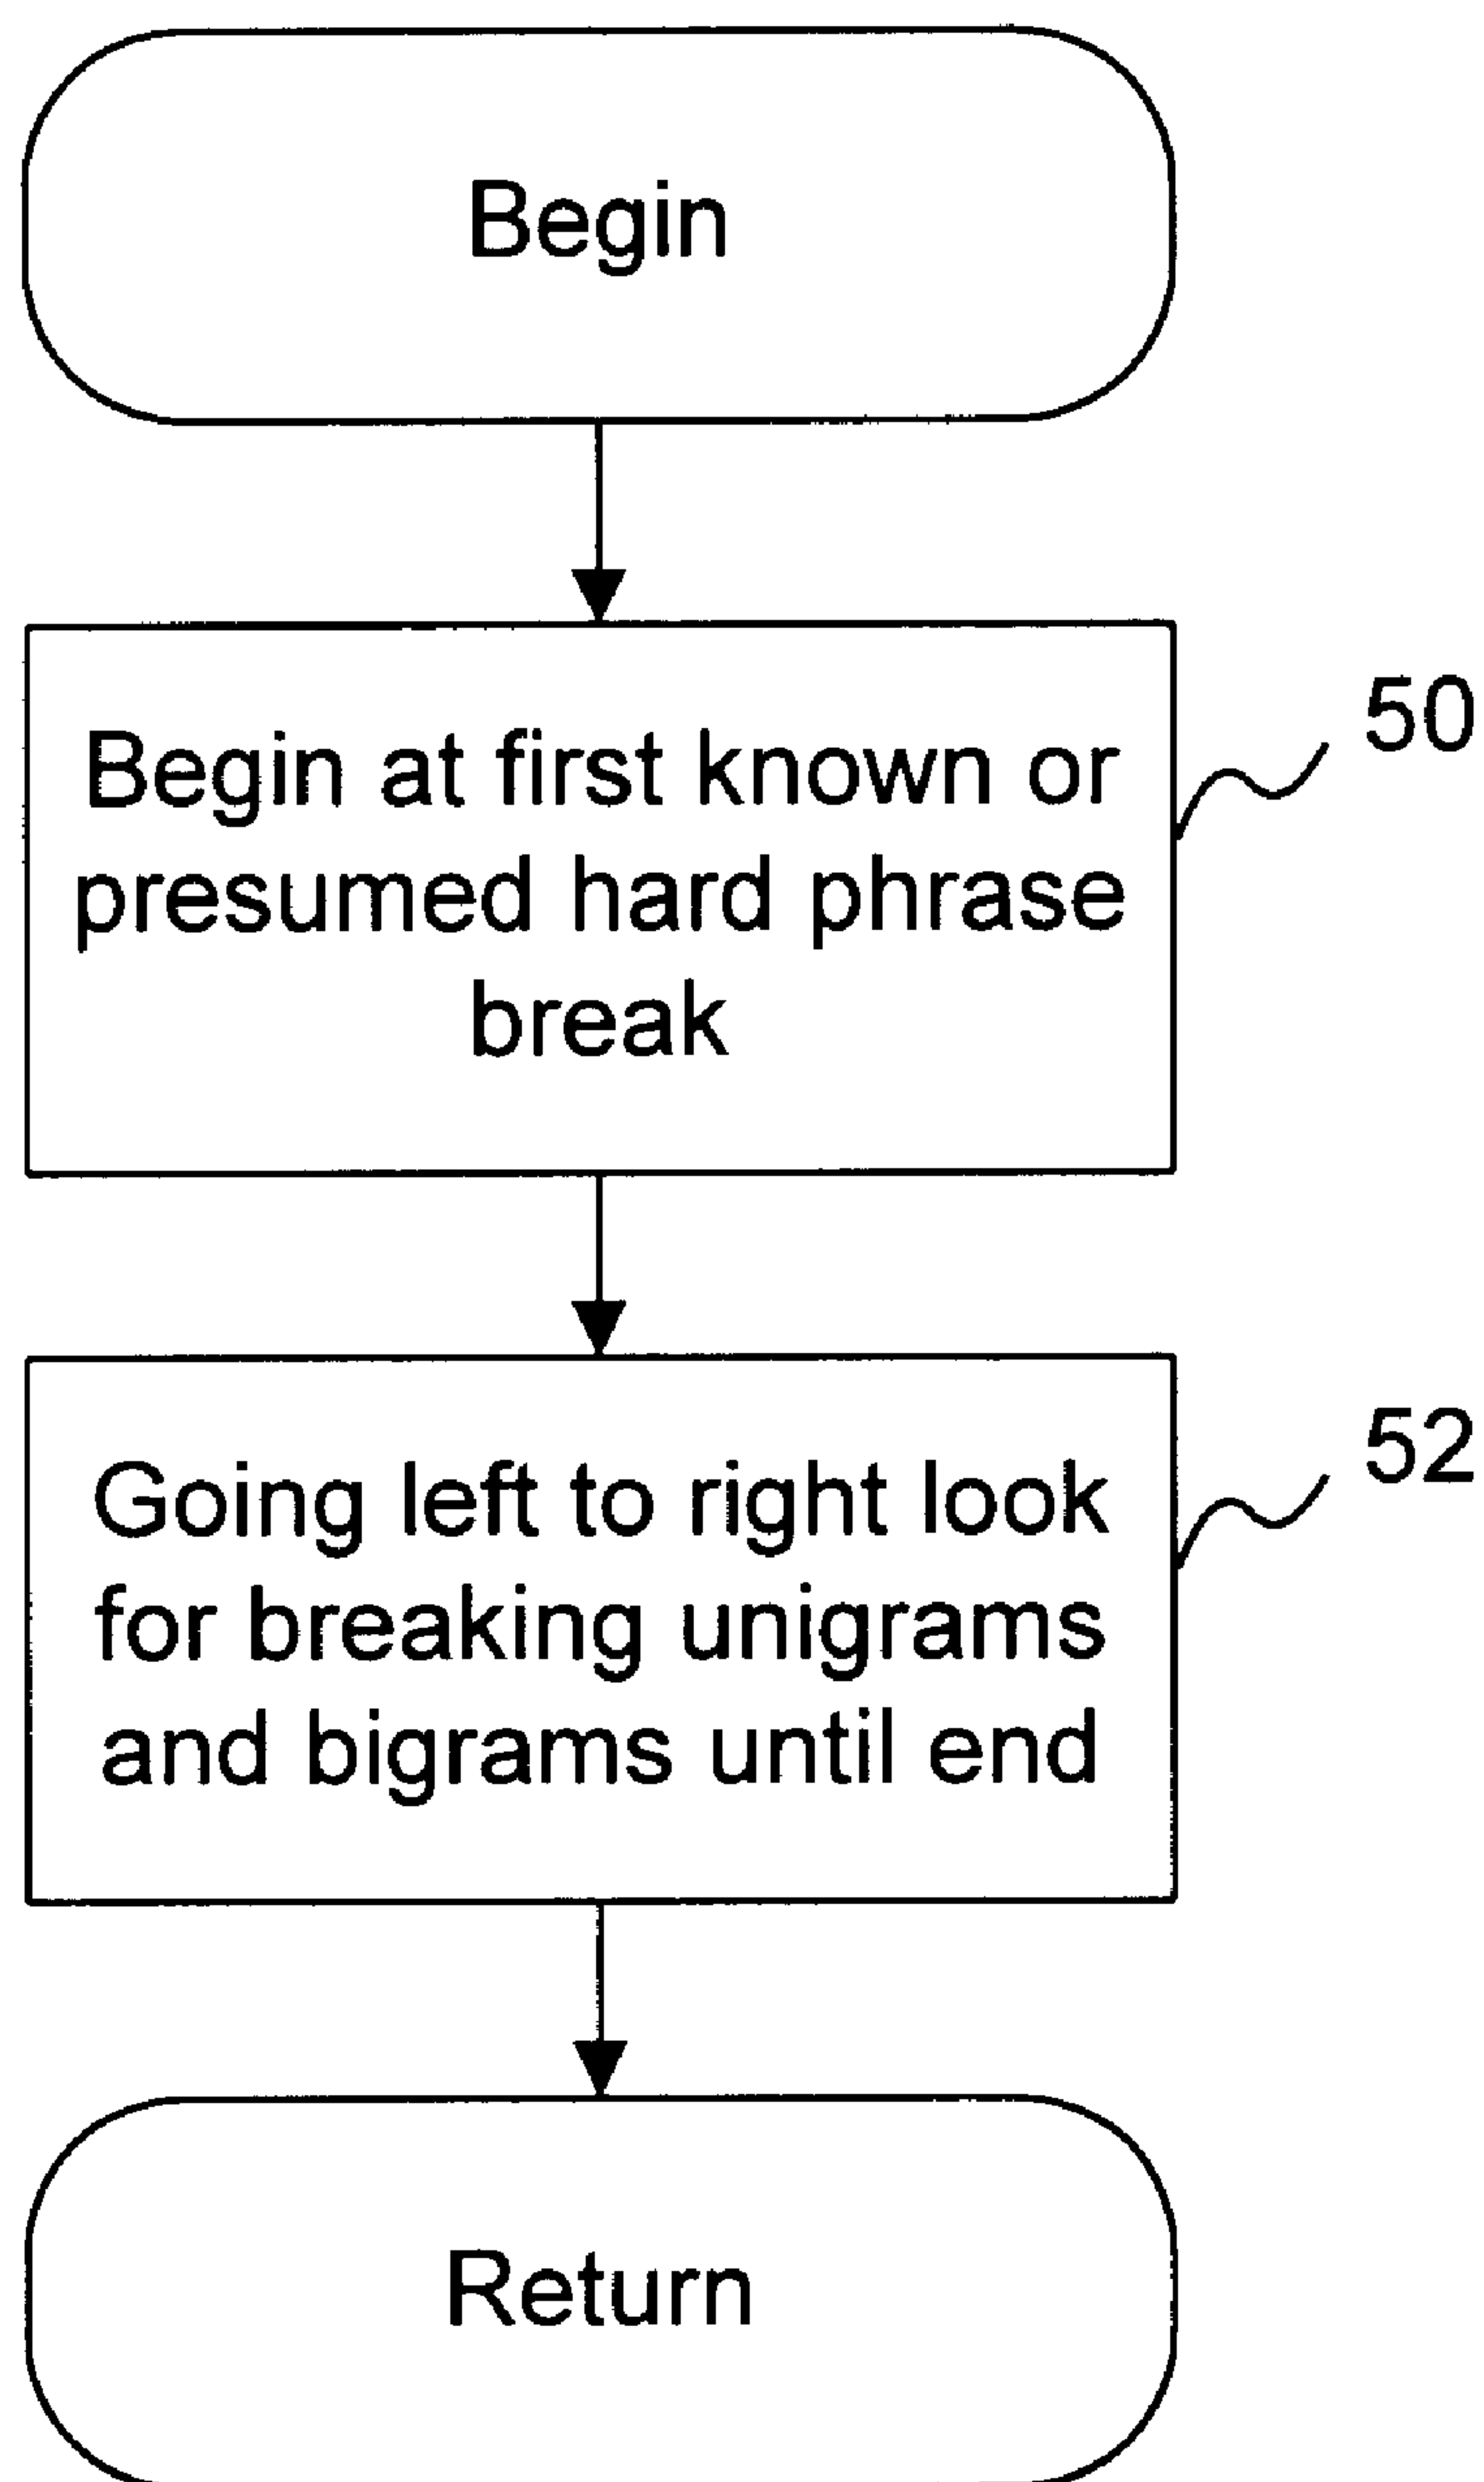 Begin
Begin at first known or
presumed hard phrase
break
50
Going left to right look
for breaking unigrams
and bigrams until end
52
Return